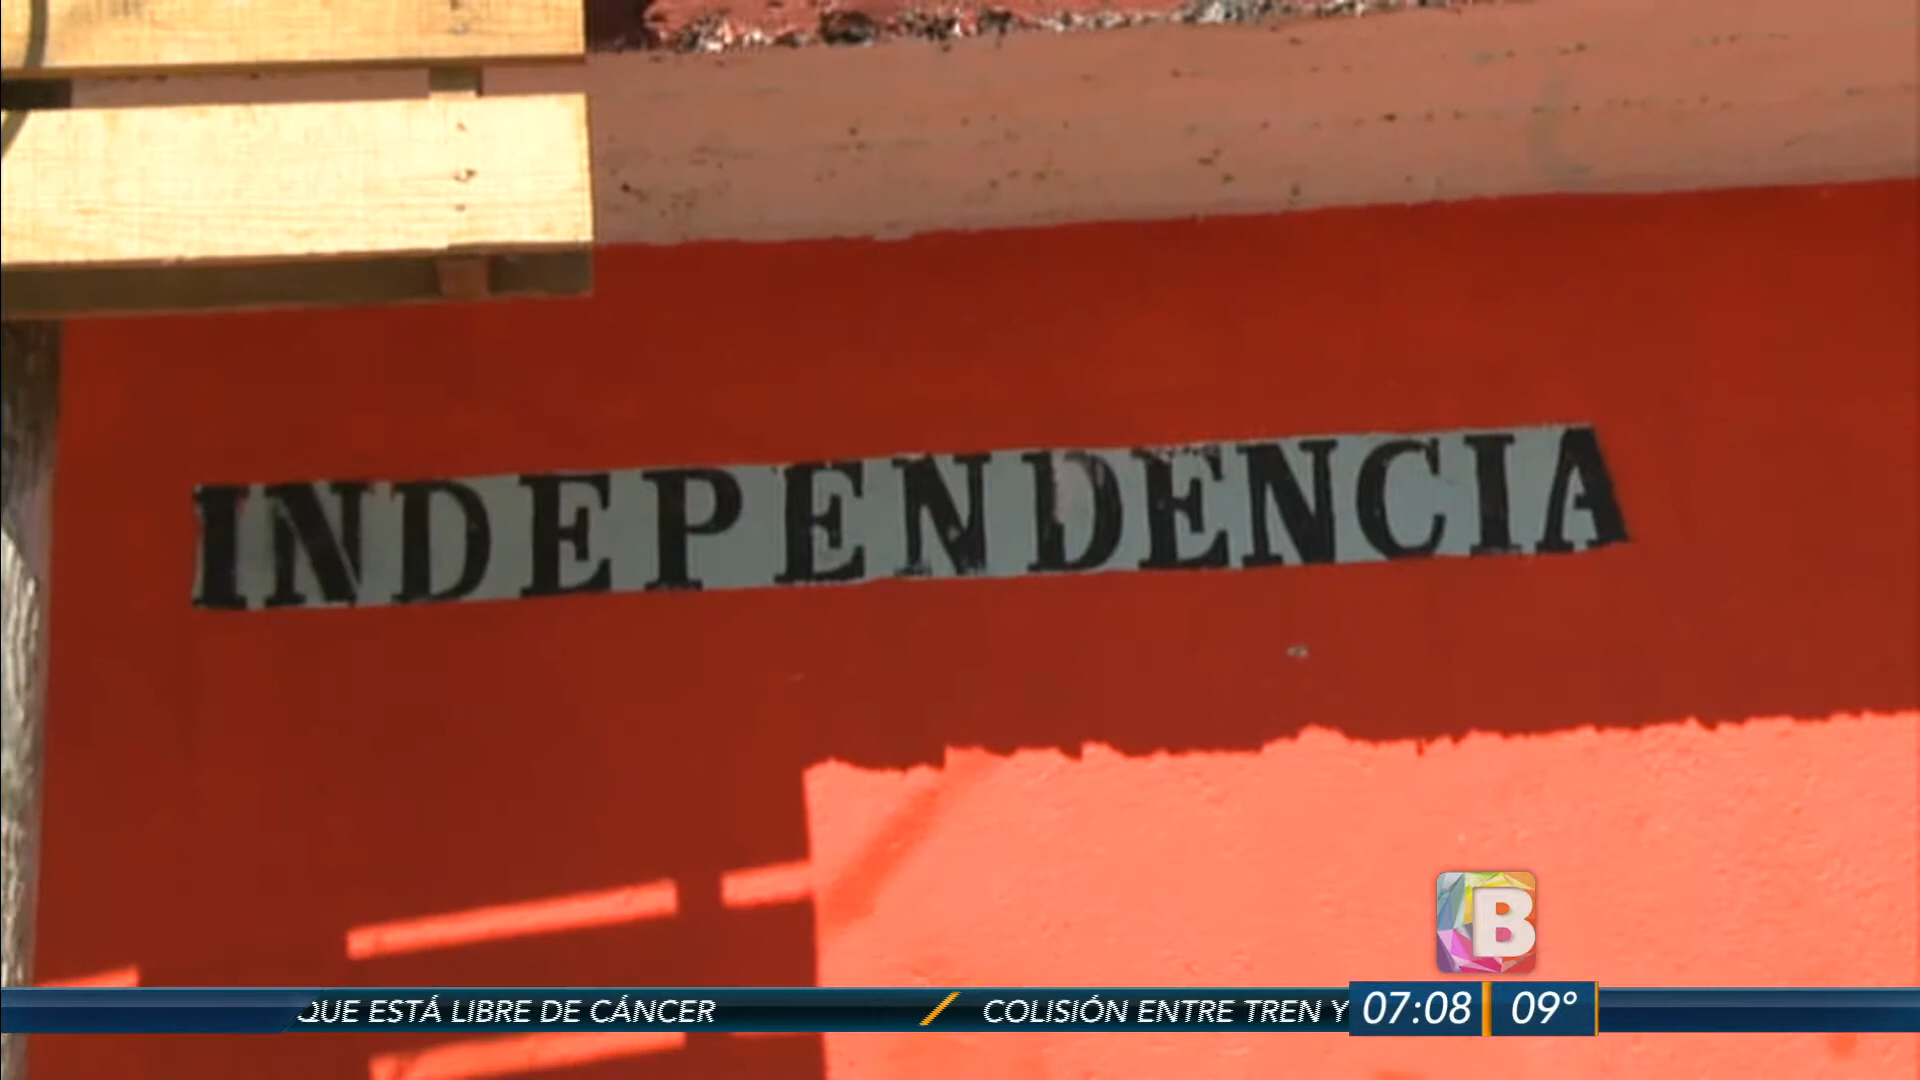 INDEPENDENCIA
B
QUE ESTÁ LIBRE DE CÁNCER / COLISIÓN ENTRE TREN Y 07:08 09°